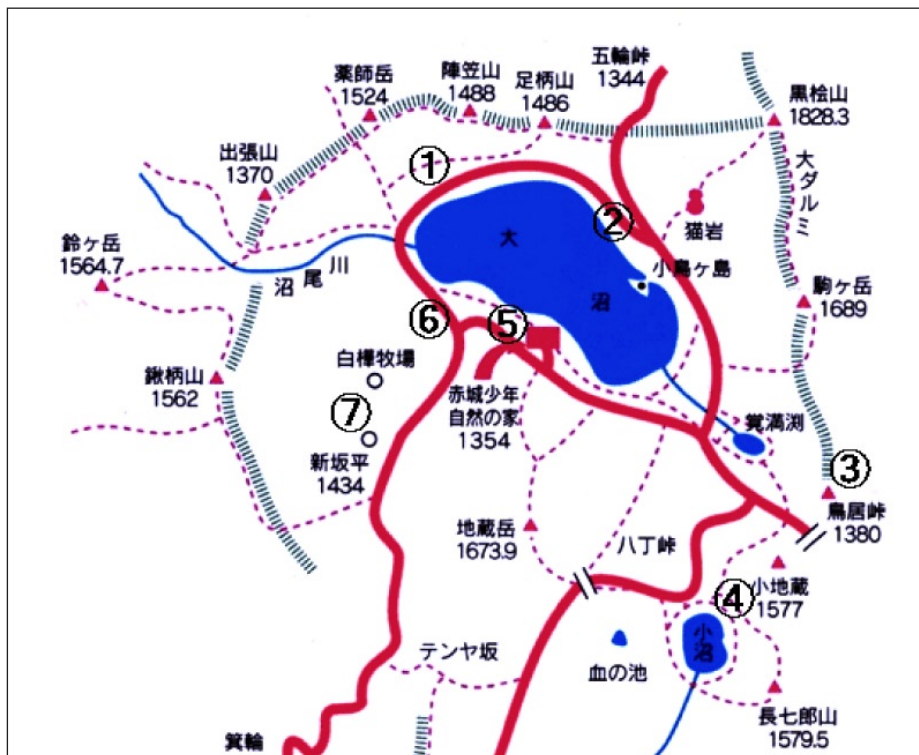 五輪峠
1344
陣笠山
1488
足柄山
1486
薬師岳
1524
黒桧山
1828.3
出張山
1370
大ダルミ
①
②
猫岩
鈴ヶ岳
1564.7
大沼
小鳥ヶ島
沼尾川
駒ヶ岳
1689
⑥
⑤
白樺牧場
鍬柄山
1562
赤城少年
自然の家
1354
⑦
覚満渕
新坂平
1434
③
鳥居峠
1380
地蔵岳
1673.9
八丁峠
④
小地蔵
1577
小沼
テンヤ坂
血の池
長七郎山
1579.5
箕輪